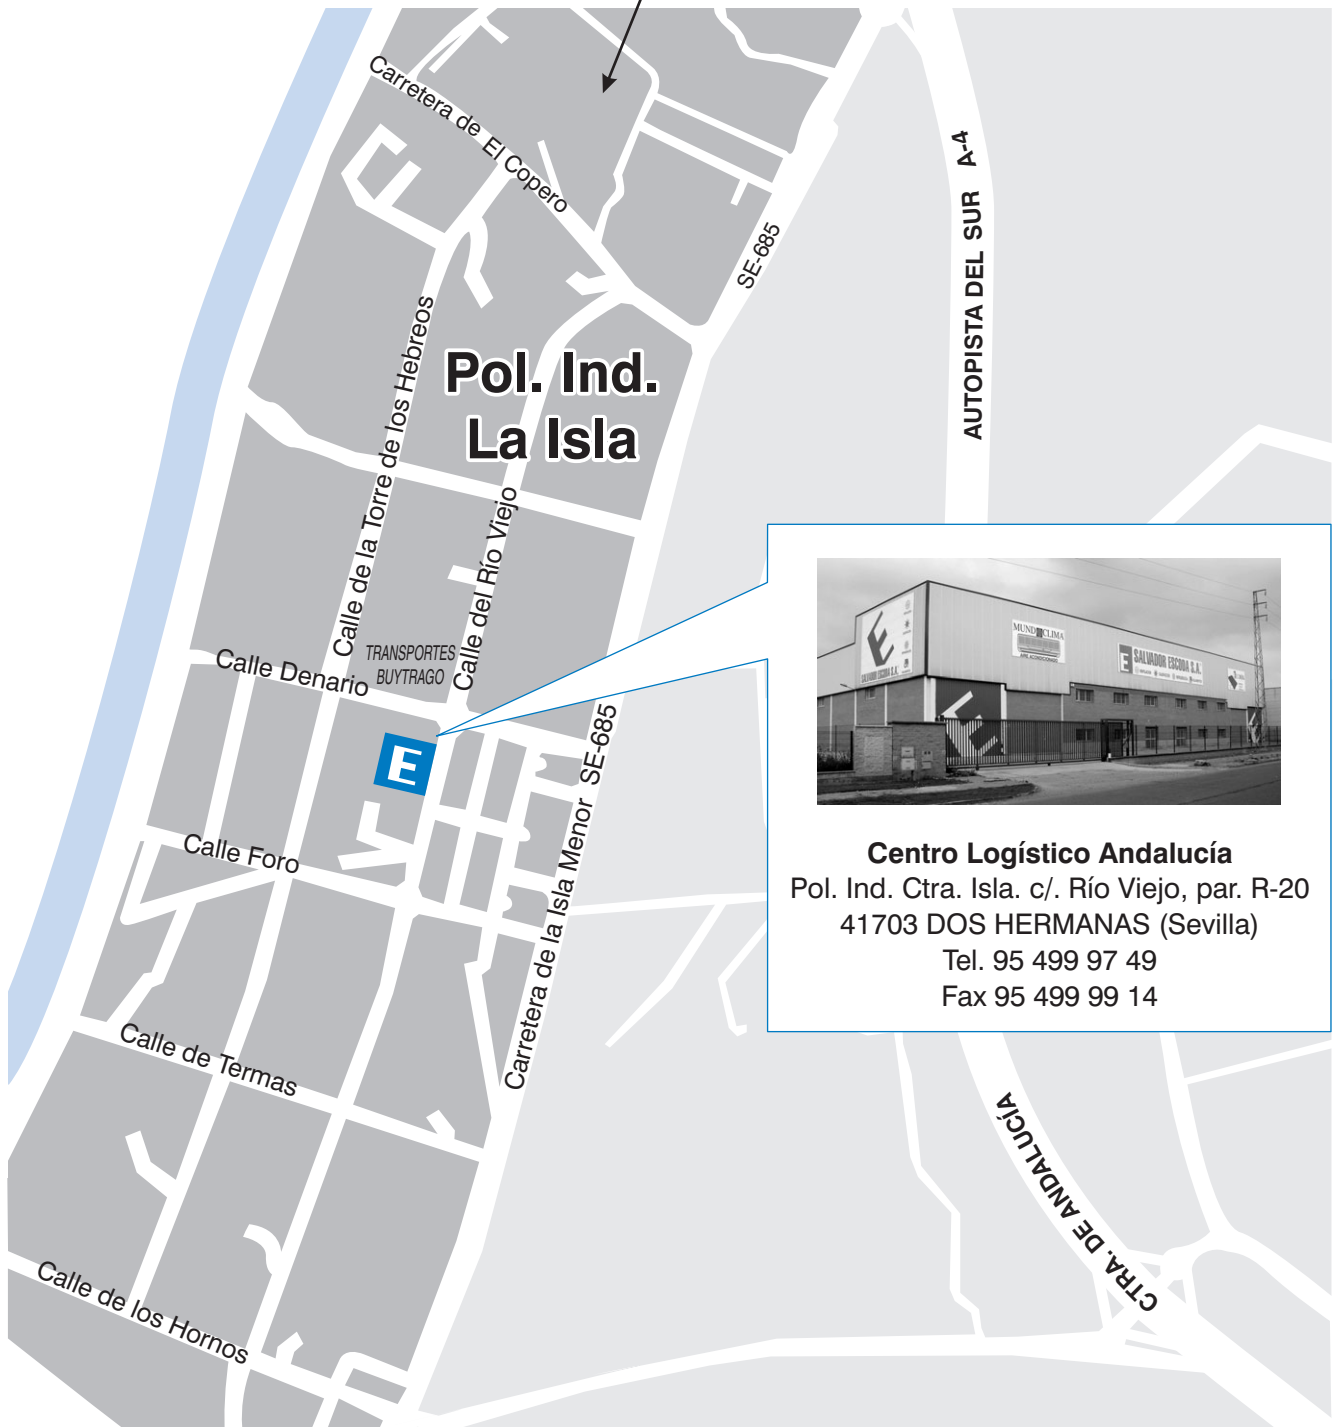 Carretera de El Copero
SE-685
AUTOPISTA DEL SUR A-4
Calle de la Torre de los Hebreos
Pol. Ind.
La Isla
Calle del Río Viejo
TRANSPORTES
BUYTRAGO
Calle Denario
E
Calle Foro
Carretera de la Isla Menor SE-685
MUNDOCLIMA
AIRE ACONDICIONADO
E SALVADOR ESCODA S.A.
SALVADOR ESCODA S.A.
Centro Logístico Andalucía
Pol. Ind. Ctra. Isla. c/. Río Viejo, par. R-20
41703 DOS HERMANAS (Sevilla)
Tel. 95 499 97 49
Fax 95 499 99 14
Calle de Termas
CTRA. DE ANDALUCÍA
Calle de los Hornos